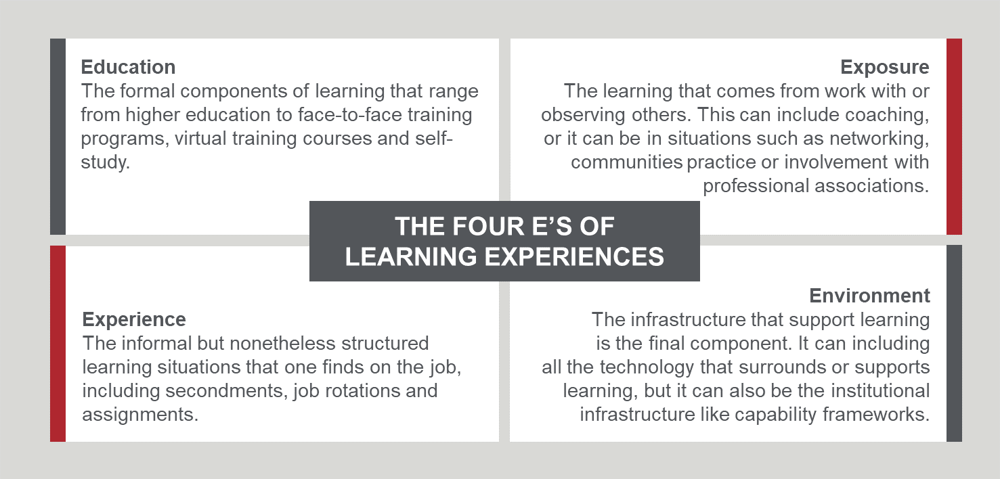 Education
The formal components of learning that range
from higher education to face-to-face training
programs, virtual training courses and self-
study.
Exposure
The learning that comes from work with or
observing others. This can include coaching,
or it can be in situations such as networking,
communities practice or involvement with
professional associations.
THE FOUR E’S OF
LEARNING EXPERIENCES
Experience
The informal but nonetheless structured
learning situations that one finds on the job,
including secondments, job rotations and
assignments.
Environment
The infrastructure that support learning
is the final component. It can including
all the technology that surrounds or supports
learning, but it can also be the institutional
infrastructure like capability frameworks.